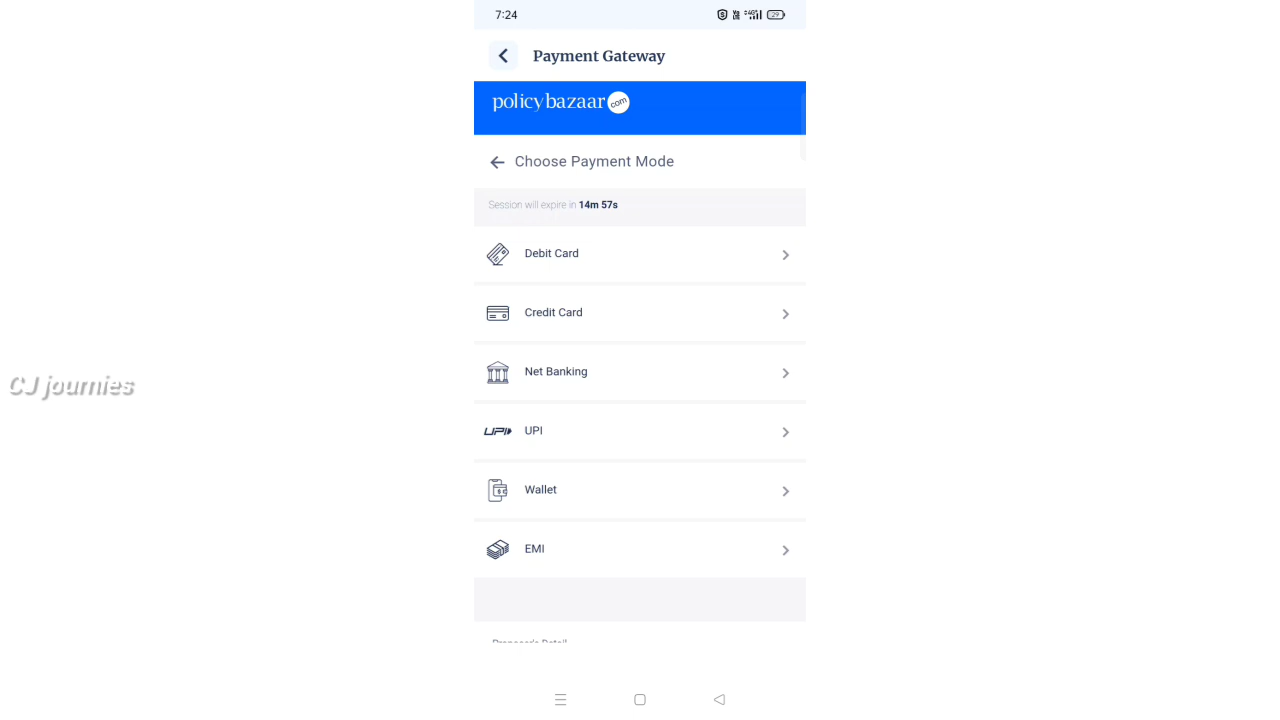 7:24
29
Payment Gateway
policybazaar com
Choose Payment Mode
Session will expire in 14m 57s
Debit Card
Credit Card
Net Banking
UPI UPI
Wallet
EMI
CJ journies